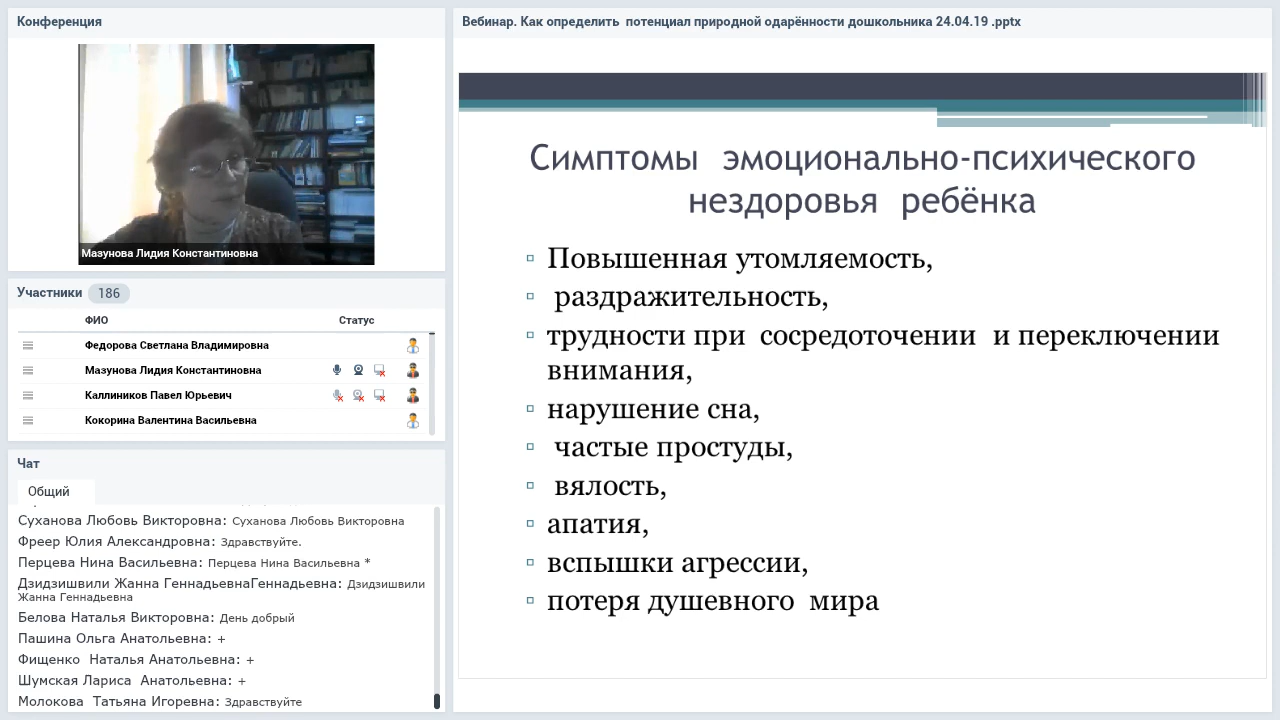 Конференция
Мазунова Лидия Константиновна
Участники 186
ФИО Статус
Федорова Светлана Владимировна
Мазунова Лидия Константиновна
Каллиников Павел Юрьевич
Кокорина Валентина Васильевна
Чат
Общий
Суханова Любовь Викторовна: Суханова Любовь Викторовна
Фреер Юлия Александровна: Здравствуйте.
Перцева Нина Васильевна: Перцева Нина Васильевна *
Дзидзишвили Жанна ГеннадьевнаГеннадьевна: Дзидзишвили
Жанна Геннадьевна
Белова Наталья Викторовна: День добрый
Пашина Ольга Анатольевна: +
Фищенко Наталья Анатольевна: +
Шумская Лариса Анатольевна: +
Молокова Татьяна Игоревна: Здравствуйте
Вебинар. Как определить потенциал природной одарённости дошкольника 24.04.19 .pptx
Симптомы эмоционально-психического
нездоровья ребёнка
Повышенная утомляемость,
раздражительность,
трудности при сосредоточении и переключении
внимания,
нарушение сна,
частые простуды,
вялость,
апатия,
вспышки агрессии,
потеря душевного мира